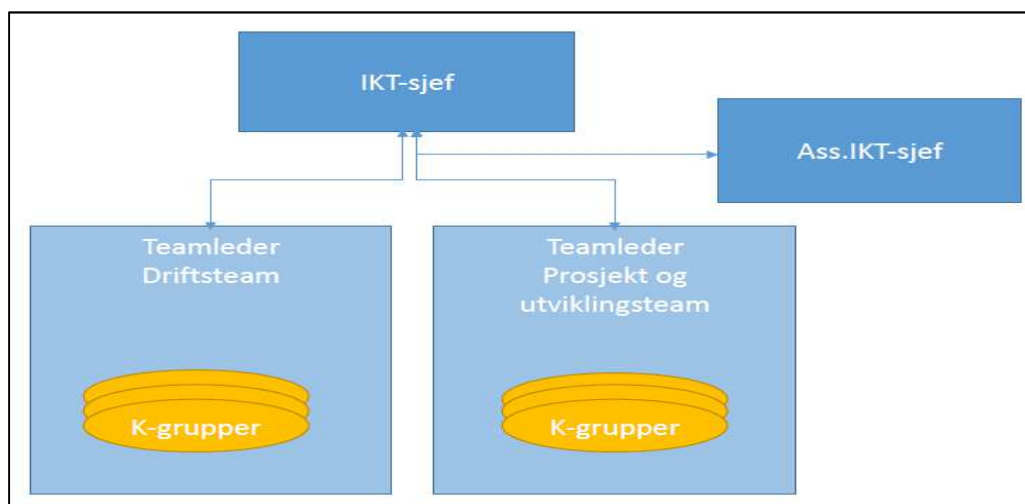 IKT-sjef
Ass.IKT-sjef
Teamleder
Driftsteam
K-grupper
Teamleder
Prosjekt og
utviklingsteam
K-grupper